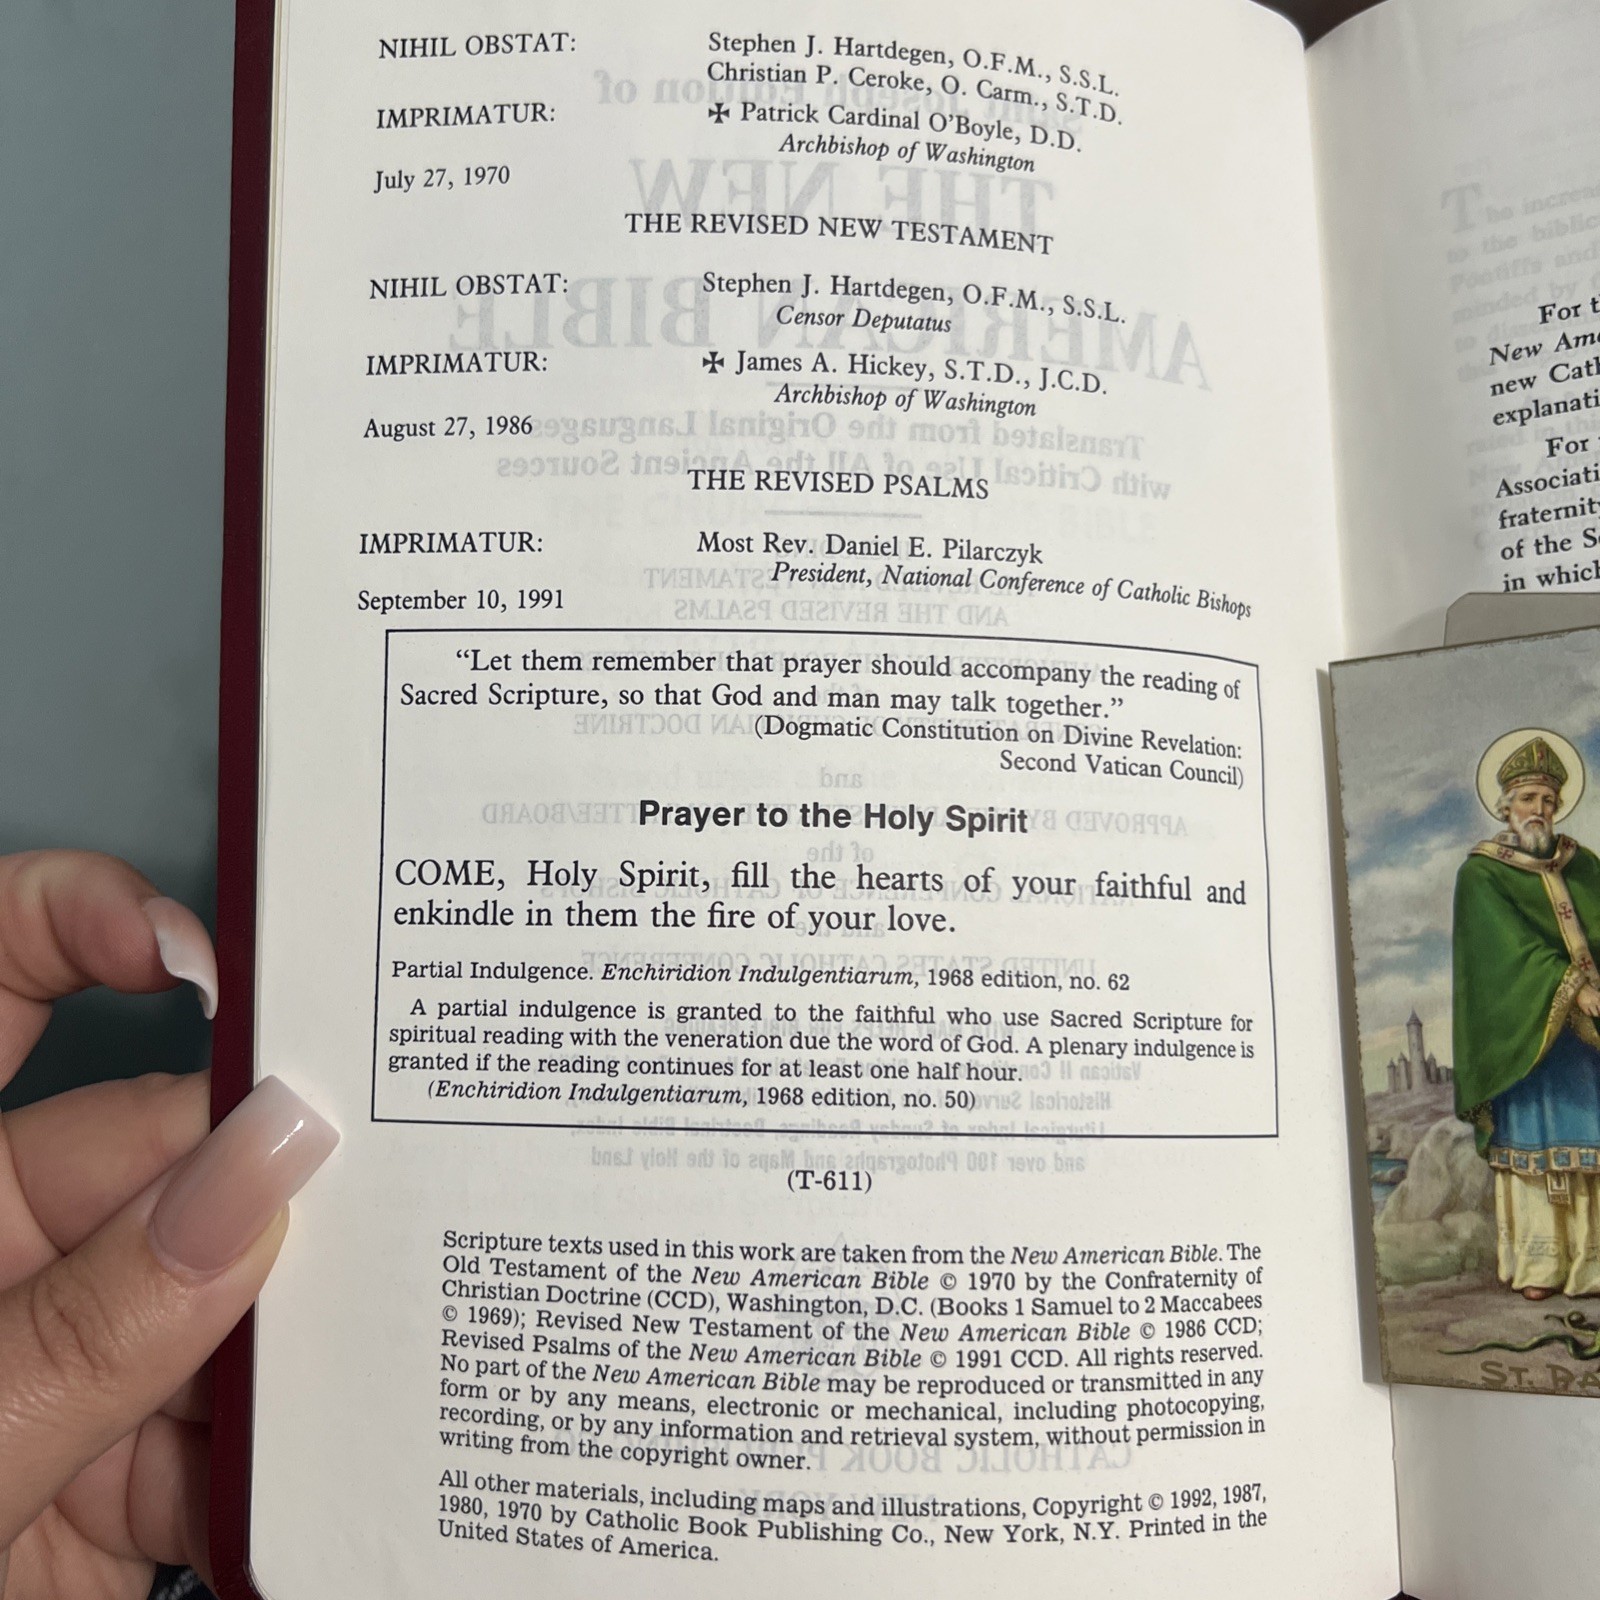 NIHIL OBSTAT: Stephen J. Hartdegen, O.F.M., S.S.L.
Christian P. Ceroke, O. Carm., S.T.D.
IMPRIMATUR: ✠ Patrick Cardinal O'Boyle, D.D.
Archbishop of Washington
July 27, 1970
THE REVISED NEW TESTAMENT
NIHIL OBSTAT: Stephen J. Hartdegen, O.F.M., S.S.L.
Censor Deputatus
IMPRIMATUR: ✠ James A. Hickey, S.T.D., J.C.D.
Archbishop of Washington
August 27, 1986
THE REVISED PSALMS
IMPRIMATUR: Most Rev. Daniel E. Pilarczyk
President, National Conference of Catholic Bishops
September 10, 1991
“Let them remember that prayer should accompany the reading of
Sacred Scripture, so that God and man may talk together.”
(Dogmatic Constitution on Divine Revelation:
Second Vatican Council)
Prayer to the Holy Spirit
COME, Holy Spirit, fill the hearts of your faithful and
enkindle in them the fire of your love.
Partial Indulgence. Enchiridion Indulgentiarum, 1968 edition, no. 62
A partial indulgence is granted to the faithful who use Sacred Scripture for
spiritual reading with the veneration due the word of God. A plenary indulgence is
granted if the reading continues for at least one half hour.
(Enchiridion Indulgentiarum, 1968 edition, no. 50)
(T-611)
Scripture texts used in this work are taken from the New American Bible. The
Old Testament of the New American Bible © 1970 by the Confraternity of
Christian Doctrine (CCD), Washington, D.C. (Books 1 Samuel to 2 Maccabees
© 1969); Revised New Testament of the New American Bible © 1986 CCD;
Revised Psalms of the New American Bible © 1991 CCD. All rights reserved.
No part of the New American Bible may be reproduced or transmitted in any
form or by any means, electronic or mechanical, including photocopying,
recording, or by any information and retrieval system, without permission in
writing from the copyright owner.
All other materials, including maps and illustrations, Copyright © 1992, 1987,
1980, 1970 by Catholic Book Publishing Co., New York, N.Y. Printed in the
United States of America.
For
New
new
explanati
For
Associati
fraternity
of the
in which
ST.